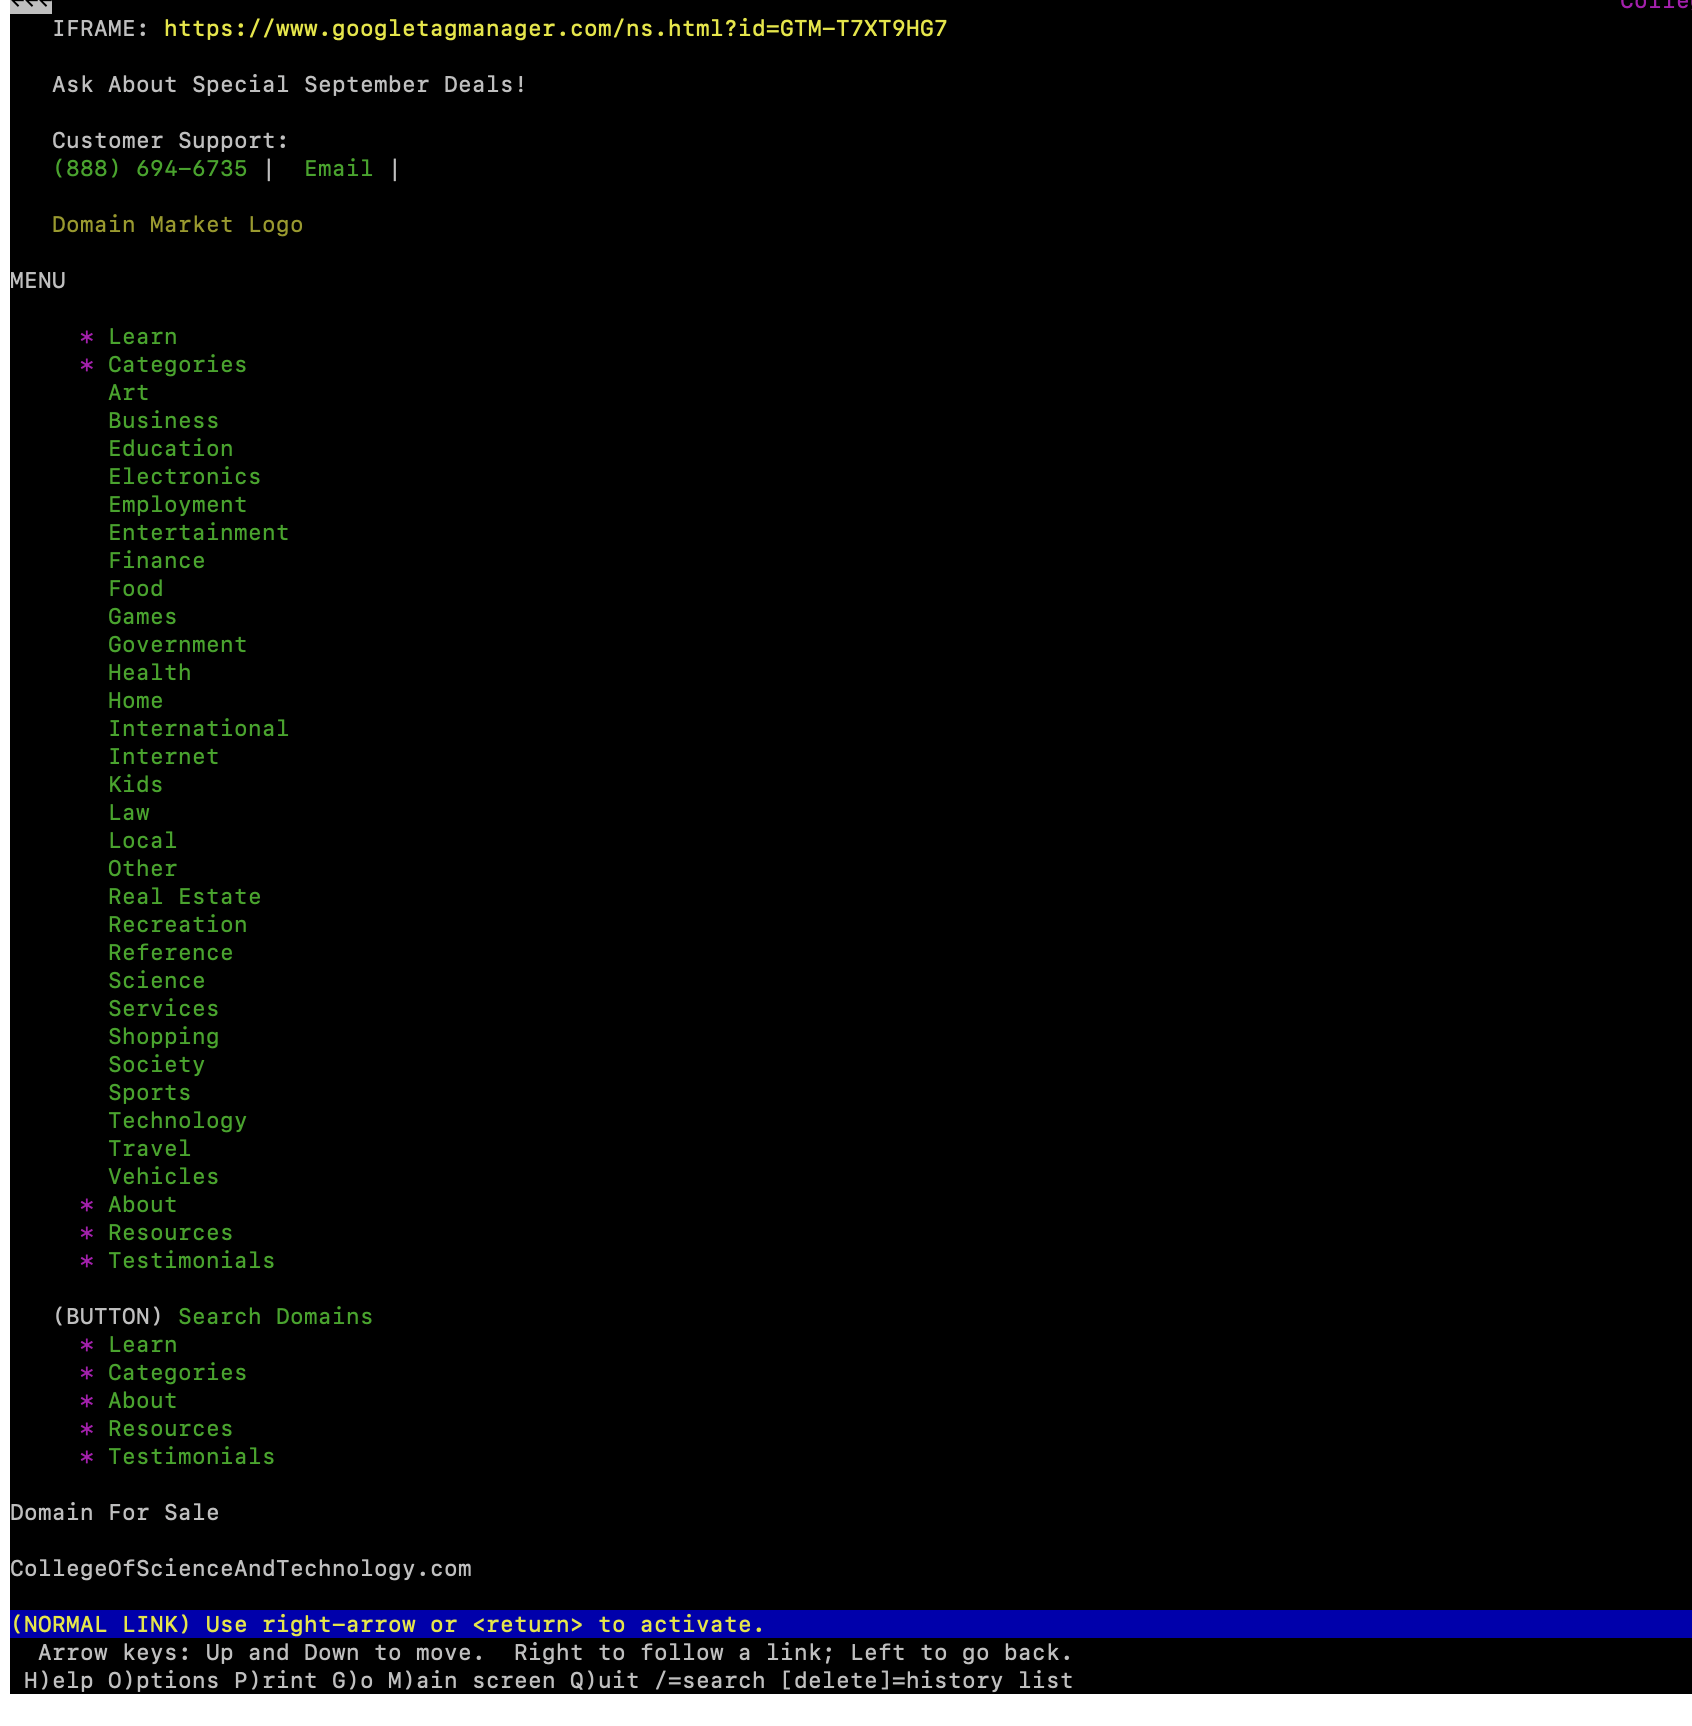 <<<
IFRAME: https://www.googletagmanager.com/ns.html?id=GTM-T7XT9HG7
Ask About Special September Deals!
Customer Support:
(888) 694-6735 | Email |
Domain Market Logo
MENU
* Learn
* Categories
Art
Business
Education
Electronics
Employment
Entertainment
Finance
Food
Games
Government
Health
Home
International
Internet
Kids
Law
Local
Other
Real Estate
Recreation
Reference
Science
Services
Shopping
Society
Sports
Technology
Travel
Vehicles
* About
* Resources
* Testimonials
(BUTTON) Search Domains
* Learn
* Categories
* About
* Resources
* Testimonials
Domain For Sale
CollegeOfScienceAndTechnology.com
(NORMAL LINK) Use right-arrow or <return> to activate.
Arrow keys: Up and Down to move. Right to follow a link; Left to go back.
H)elp O)ptions P)rint G)o M)ain screen Q)uit /=search [delete]=history list